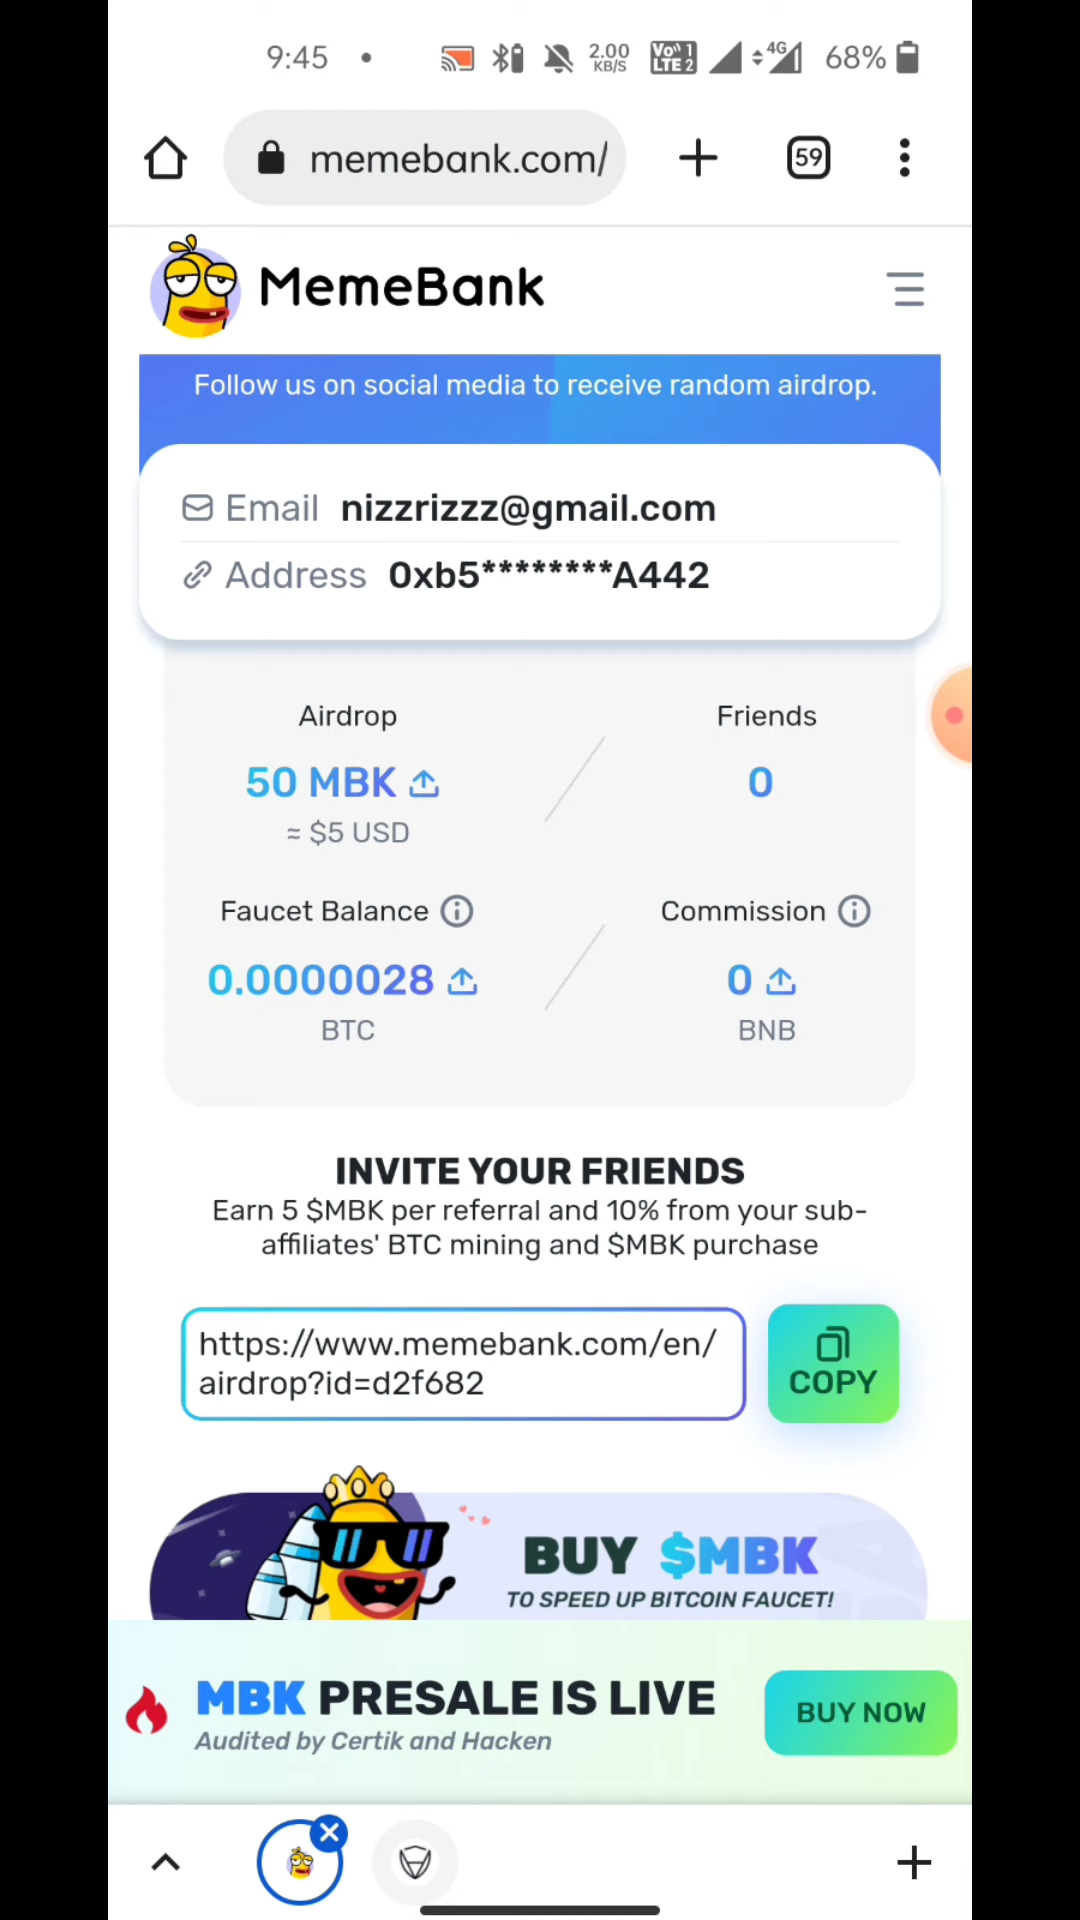 9:45 • 2.00 KB/S Vo)) 1 LTE 2 4G 68%
memebank.com/
59
MemeBank
Follow us on social media to receive random airdrop.
Email nizzrizzz@gmail.com
Address 0xb5********A442
Airdrop Friends
50 MBK 0
≈ $5 USD
Faucet Balance Commission
0.0000028 0
BTC BNB
INVITE YOUR FRIENDS
Earn 5 $MBK per referral and 10% from your sub-
affiliates' BTC mining and $MBK purchase
https://www.memebank.com/en/
airdrop?id=d2f682
COPY
BUY $MBK
TO SPEED UP BITCOIN FAUCET!
MBK PRESALE IS LIVE
Audited by Certik and Hacken
BUY NOW